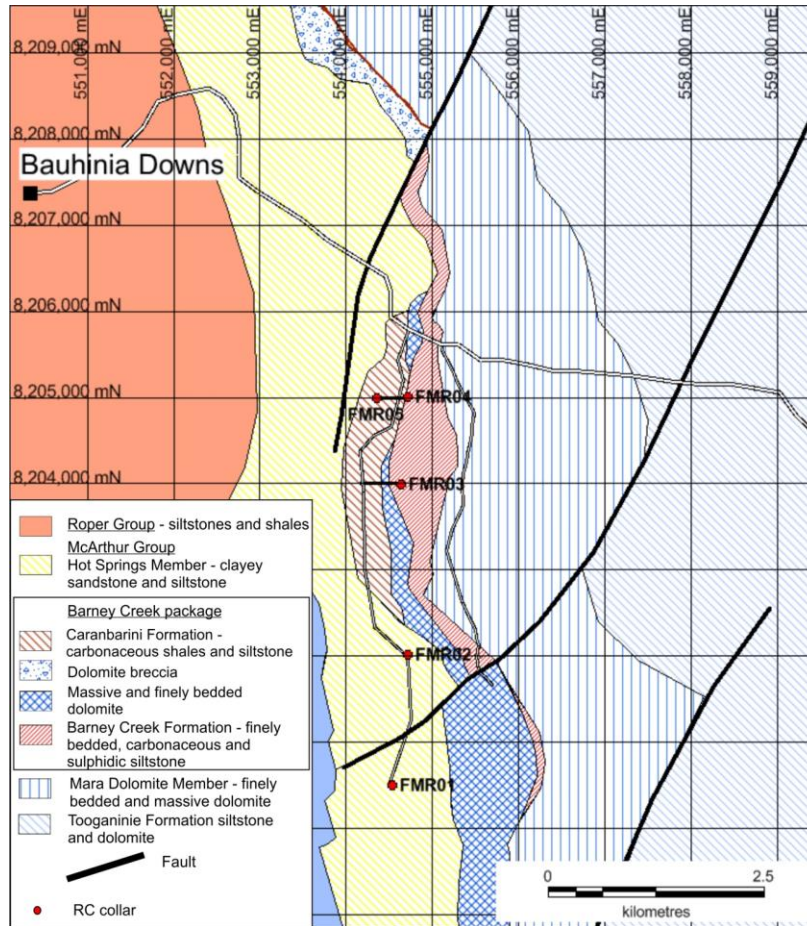 551,000 mE
552,000 mE
553,000 mE
554,000 mE
555,000 mE
556,000 mE
557,000 mE
558,000 mE
559,000 mE
8,209,000 mN
8,208,000 mN
Bauhinia Downs
8,207,000 mN
8,206,000 mN
8,205,000 mN
FMR04
FMR05
8,204,000 mN
FMR03
FMR02
FMR01
Roper Group - siltstones and shales
McArthur Group
Hot Springs Member - clayey
sandstone and siltstone
Barney Creek package
Caranbarini Formation -
carbonaceous shales and siltstone
Dolomite breccia
Massive and finely bedded
dolomite
Barney Creek Formation - finely
bedded, carbonaceous and
sulphidic siltstone
Mara Dolomite Member - finely
bedded and massive dolomite
Tooganinie Formation siltstone
and dolomite
Fault
RC collar
0 2.5
kilometres